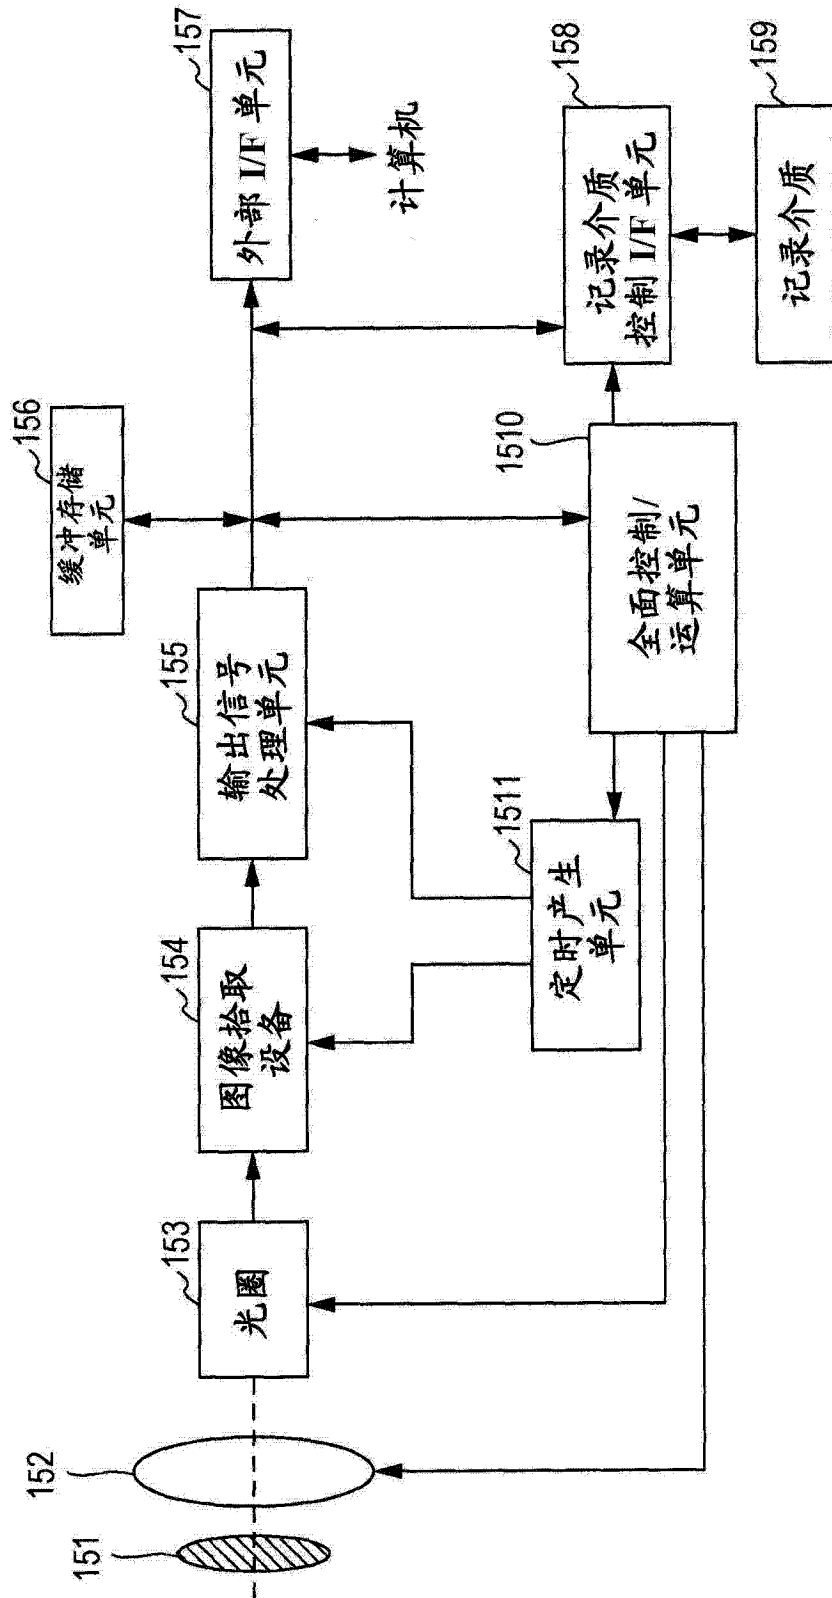 151
152
153
光圈
154
图像拾取
设备
155
输出信号
处理单元
156
缓冲存储
单元
157
外部 I/F 单元
计算机
158
记录介质
控制 I/F 单元
159
记录介质
1510
全面控制/
运算单元
1511
定时产生
单元